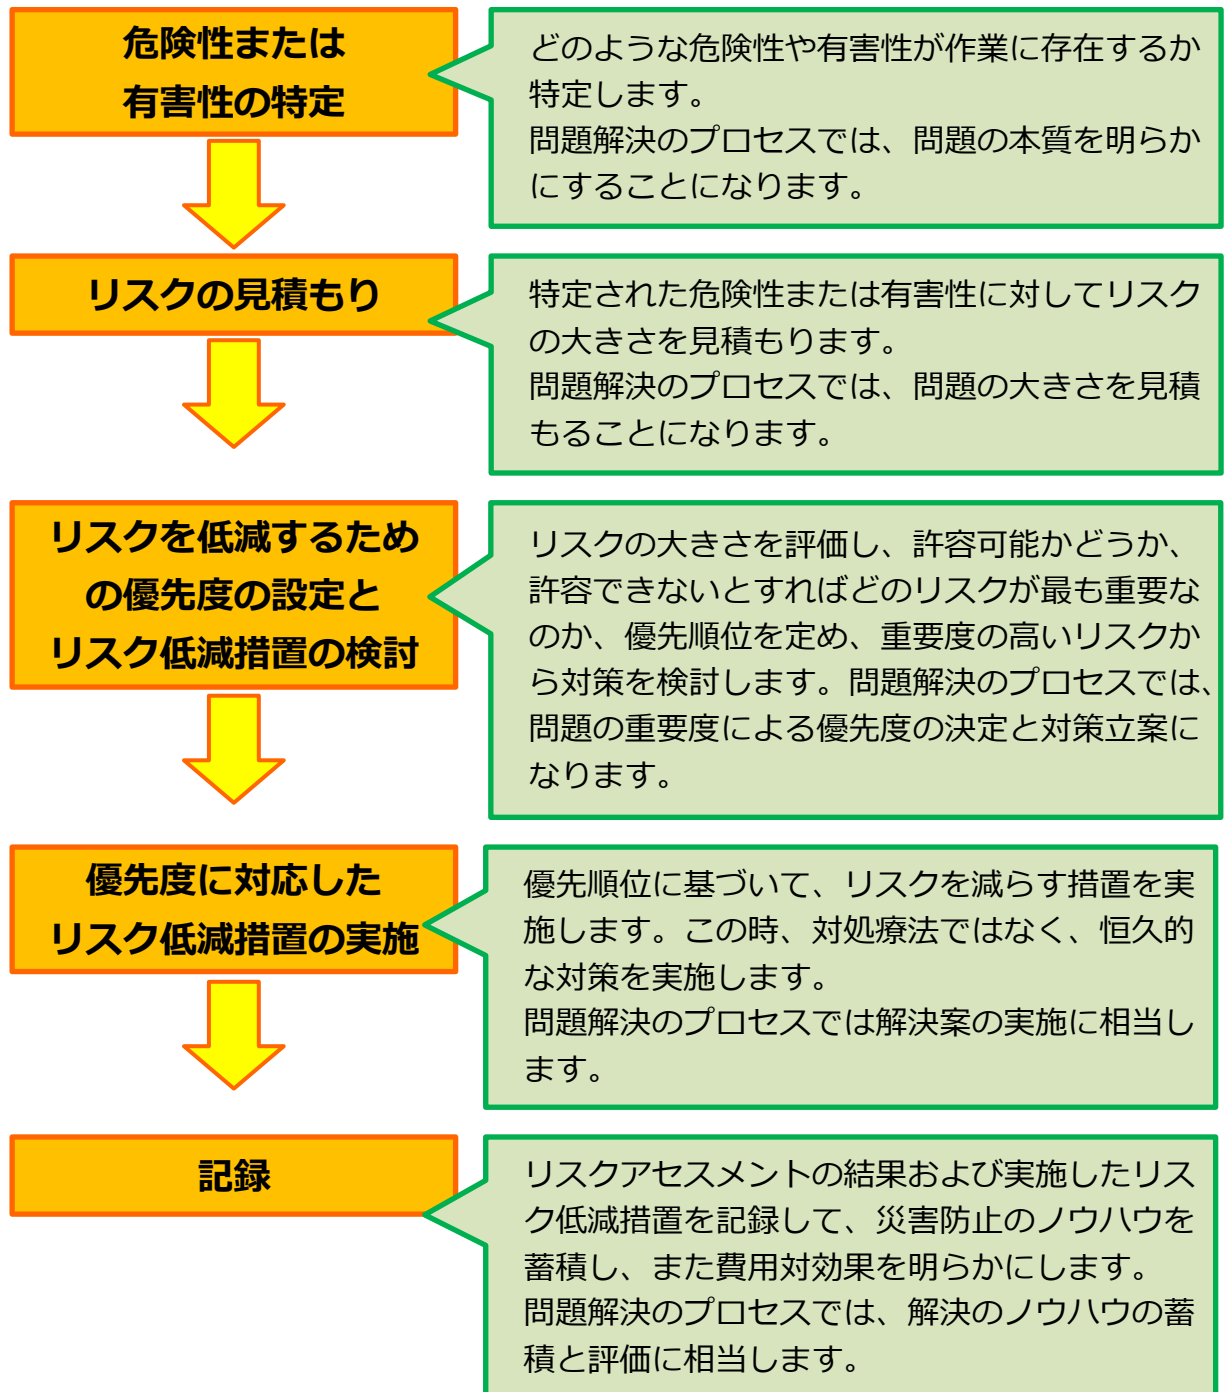 危険性または
有害性の特定
どのような危険性や有害性が作業に存在するか
特定します。
問題解決のプロセスでは、問題の本質を明らか
にすることになります。
リスクの見積もり
特定された危険性または有害性に対してリスク
の大きさを見積もります。
問題解決のプロセスでは、問題の大きさを見積
もることになります。
リスクを低減するため
の優先度の設定と
リスク低減措置の検討
リスクの大きさを評価し、許容可能かどうか、
許容できないとすればどのリスクが最も重要な
のか、優先順位を定め、重要度の高いリスクか
ら対策を検討します。問題解決のプロセスでは、
問題の重要度による優先度の決定と対策立案に
なります。
優先度に対応した
リスク低減措置の実施
優先順位に基づいて、リスクを減らす措置を実
施します。この時、対処療法ではなく、恒久的
な対策を実施します。
問題解決のプロセスでは解決案の実施に相当し
ます。
記録
リスクアセスメントの結果および実施したリス
ク低減措置を記録して、災害防止のノウハウを
蓄積し、また費用対効果を明らかにします。
問題解決のプロセスでは、解決のノウハウの蓄
積と評価に相当します。